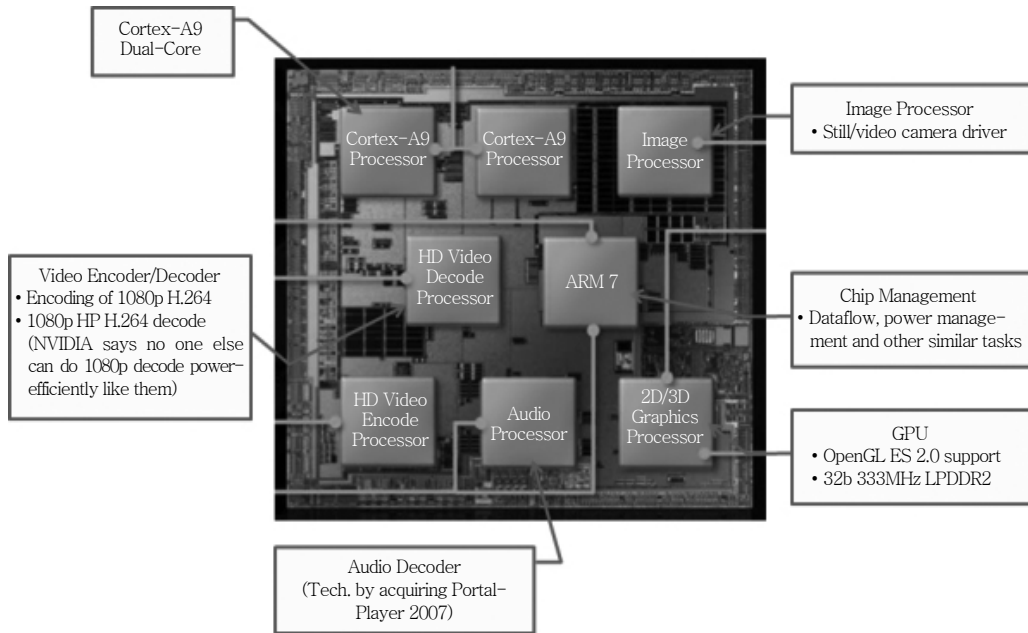 Cortex-A9
Dual-Core
Cortex-A9
Processor
Cortex-A9
Processor
Image
Processor
Image Processor
• Still/video camera driver
Video Encoder/Decoder
• Encoding of 1080p H.264
• 1080p HP H.264 decode
(NVIDIA says no one else
can do 1080p decode power-
efficiently like them)
HD Video
Decode
Processor
ARM 7
Chip Management
• Dataflow, power manage-
ment and other similar tasks
HD Video
Encode
Processor
Audio
Processor
2D/3D
Graphics
Processor
GPU
• OpenGL ES 2.0 support
• 32b 333MHz LPDDR2
Audio Decoder
(Tech. by acquiring Portal-
Player 2007)